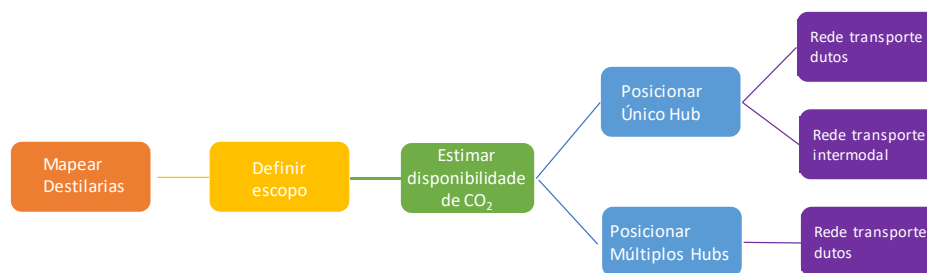 Mapear
Destilarias
Definir
escopo
Estimar
disponibilidade
de CO₂
Posicionar
Único Hub
Rede transporte
dutos
Rede transporte
intermodal
Posicionar
Múltiplos Hubs
Rede transporte
dutos